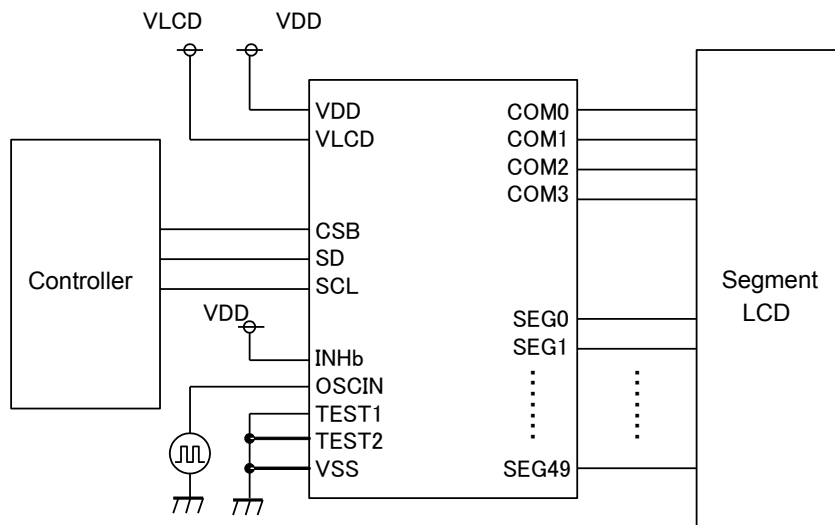 VLCD VDD
VDD
VLCD
CSB
SD
SCL
VDD
INHb
OSCIN
TEST1
TEST2
VSS
Controller
COM0
COM1
COM2
COM3
SEG0
SEG1
SEG49
Segment
LCD